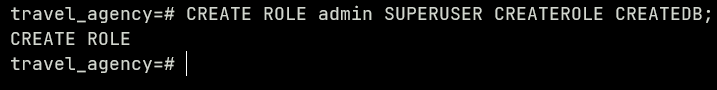 travel_agency=# CREATE ROLE admin SUPERUSER CREATEROLE CREATEDB;
CREATE ROLE
travel_agency=#